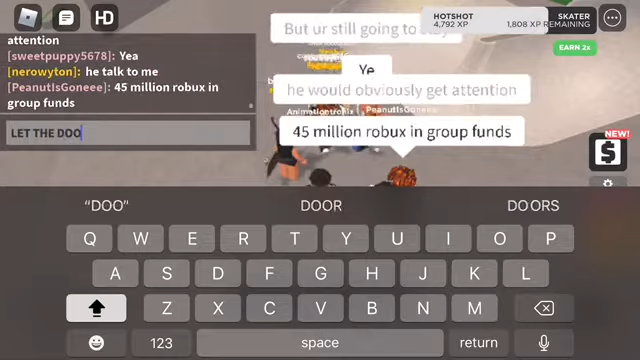 HD
attention
[sweetpuppy5678]: Yea
[nerowyton]: he talk to me
[PeanutIsGoneee]: 45 million robux in
group funds
LET THE DOO
But ur still going to
Ye
he would obviously get attention
PeanutIsGoneee
45 million robux in group funds
HOTSHOT
4,792 XP
SKATER
1,808 XP REMAINING
EARN 2x
NEW!
$
“DOO”
DOOR
DOORS
Q W E R T Y U I O P
A S D F G H J K L
Z X C V B N M
123
space
return